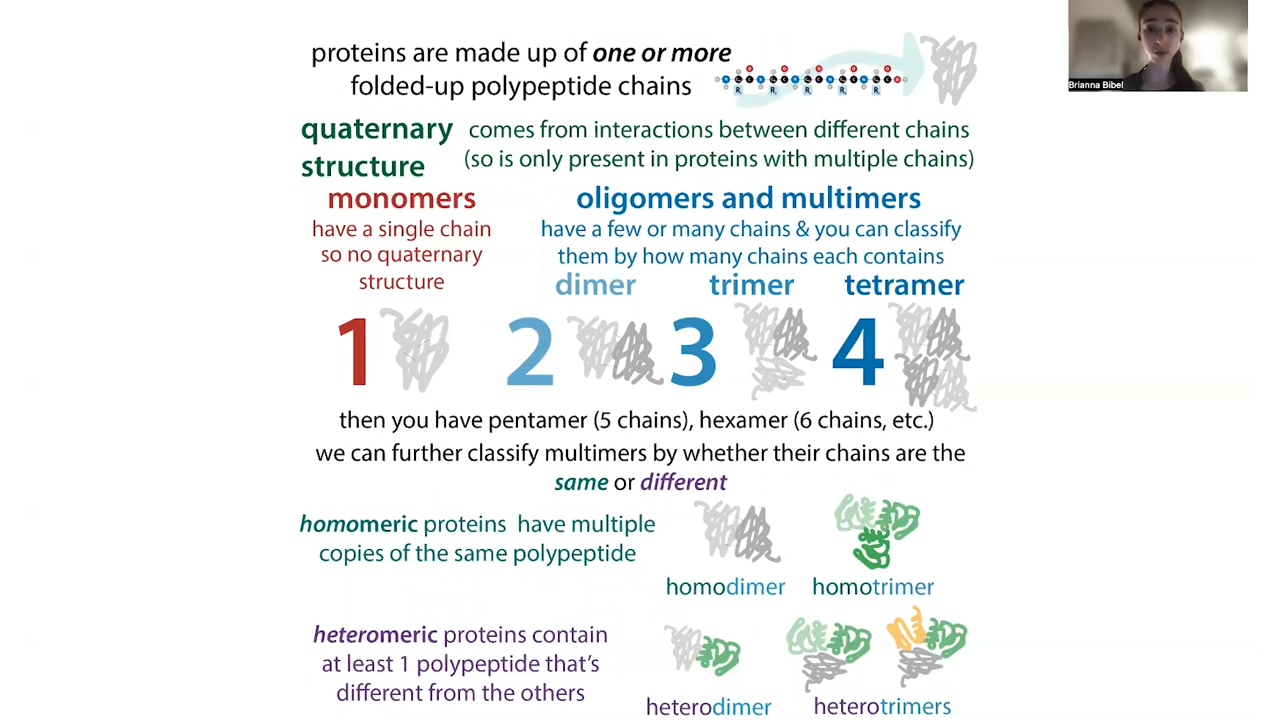 proteins are made up of one or more
folded-up polypeptide chains
R R R R R
Brianna Bibel
quaternary
structure
comes from interactions between different chains
(so is only present in proteins with multiple chains)
monomers
have a single chain
so no quaternary
structure
oligomers and multimers
have a few or many chains & you can classify
them by how many chains each contains
dimer trimer tetramer
1 2 3 4
then you have pentamer (5 chains), hexamer (6 chains, etc.)
we can further classify multimers by whether their chains are the
same or different
homomeric proteins have multiple
copies of the same polypeptide
homodimer homotrimer
heteromeric proteins contain
at least 1 polypeptide that's
different from the others
heterodimer heterotrimers